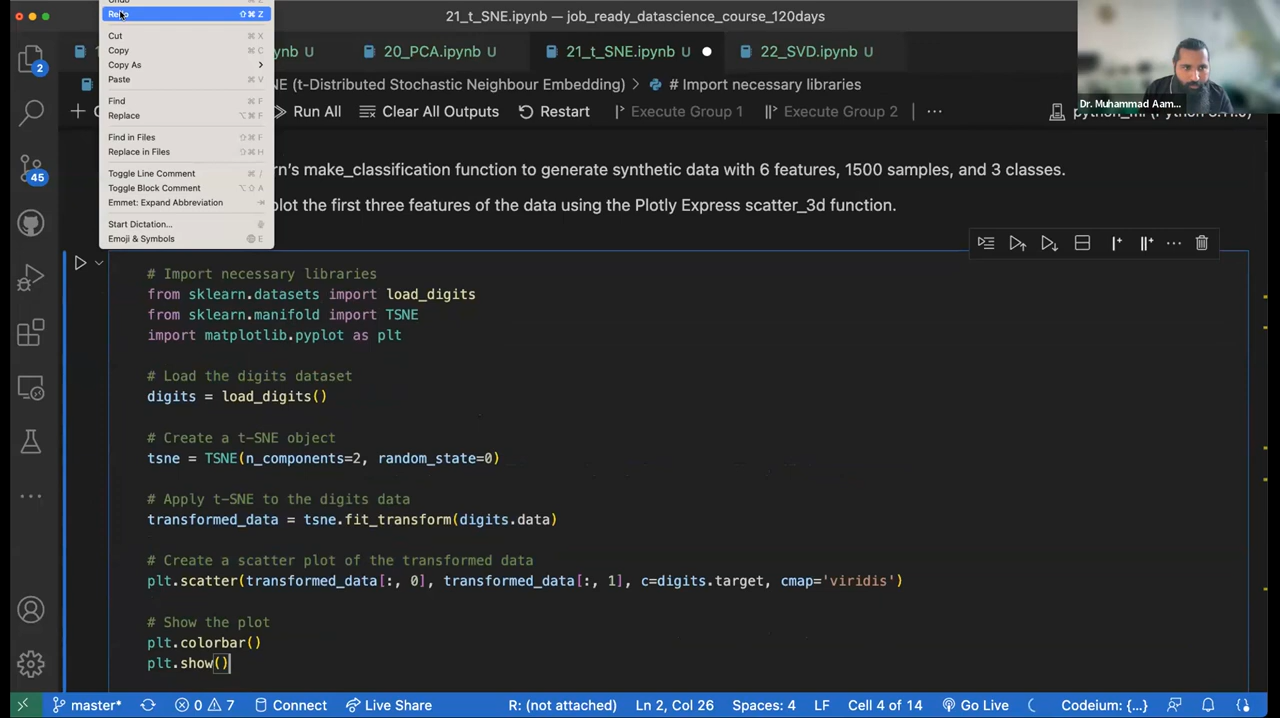 Undo
Redo ⇧⌘ Z
Cut ⌘ X
Copy ⌘ C
Copy As
Paste ⌘ V
Find ⌘ F
Replace ⌥⌘ F
Find in Files ⇧⌘ F
Replace in Files ⇧⌘ H
Toggle Line Comment ⌘ /
Toggle Block Comment ⌥⇧ A
Emmet: Expand Abbreviation
Start Dictation...
Emoji & Symbols E
21_t_SNE.ipynb — job_ready_datascience_course_120days
nb U
20_PCA.ipynb U
21_t_SNE.ipynb U
22_SVD.ipynb U
Dr. Muhammad Aam...
NE (t-Distributed Stochastic Neighbour Embedding) > # Import necessary libraries
Run All
Clear All Outputs
Restart
Execute Group 1
Execute Group 2
...
rn's make_classification function to generate synthetic data with 6 features, 1500 samples, and 3 classes.
plot the first three features of the data using the Plotly Express scatter_3d function.
2
45
# Import necessary libraries
from sklearn.datasets import load_digits
from sklearn.manifold import TSNE
import matplotlib.pyplot as plt
# Load the digits dataset
digits = load_digits()
# Create a t-SNE object
tsne = TSNE(n_components=2, random_state=0)
# Apply t-SNE to the digits data
transformed_data = tsne.fit_transform(digits.data)
# Create a scatter plot of the transformed data
plt.scatter(transformed_data[:, 0], transformed_data[:, 1], c=digits.target, cmap='viridis')
# Show the plot
plt.colorbar()
plt.show()
master* 0 7 Connect Live Share R: (not attached) Ln 2, Col 26 Spaces: 4 LF Cell 4 of 14 Go Live Codeium: {...}